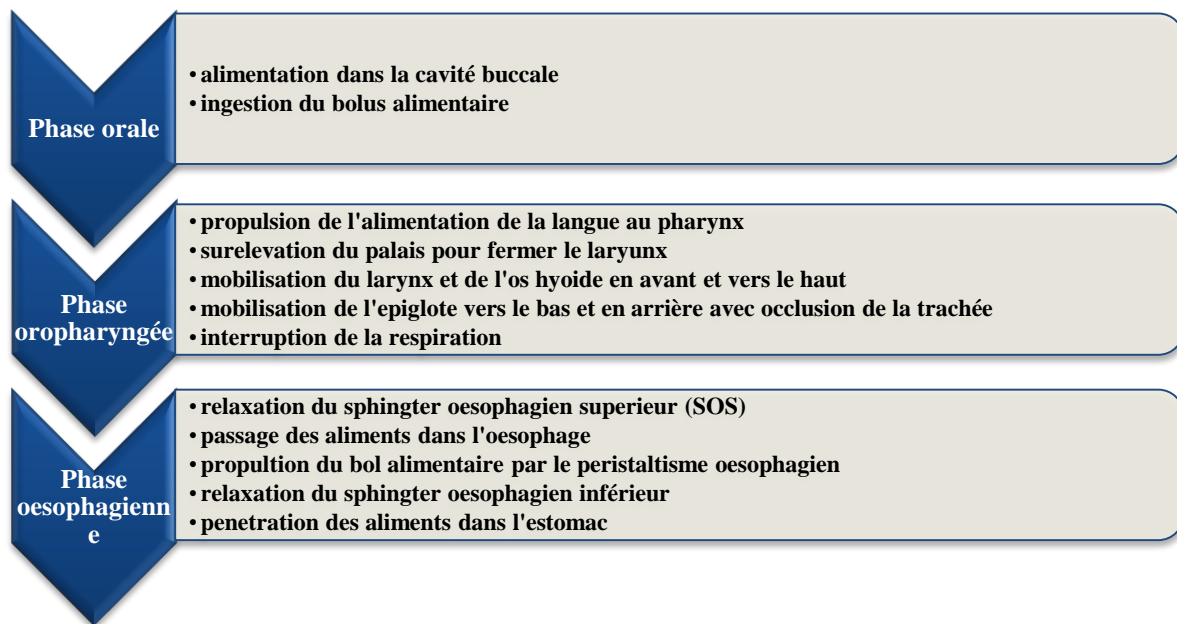 Phase orale
• alimentation dans la cavité buccale
• ingestion du bolus alimentaire
Phase
oropharyngée
• propulsion de l'alimentation de la langue au pharynx
• surelevation du palais pour fermer le laryunx
• mobilisation du larynx et de l'os hyoide en avant et vers le haut
• mobilisation de l'epiglote vers le bas et en arrière avec occlusion de la trachée
• interruption de la respiration
Phase
oesophagienn
e
• relaxation du sphingter oesophagien superieur (SOS)
• passage des aliments dans l'oesophage
• propultion du bol alimentaire par le peristaltisme oesophagien
• relaxation du sphingter oesophagien inférieur
• penetration des aliments dans l'estomac